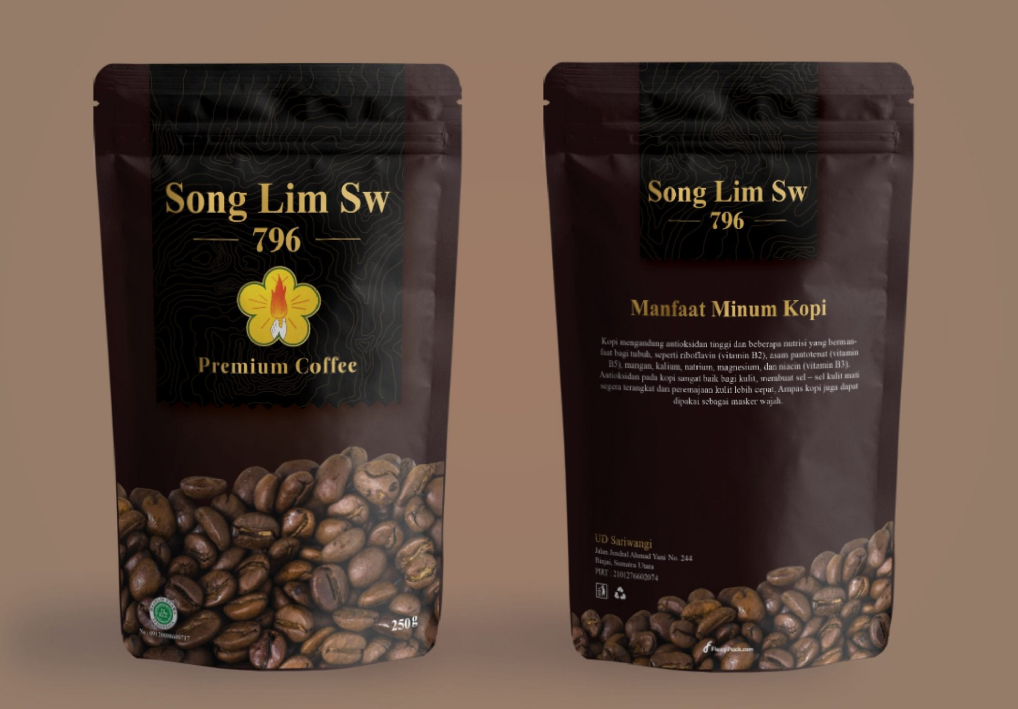 Song Lim Sw
796
Premium Coffee
250 g
Song Lim Sw
796
Manfaat Minum Kopi
Kopi mengandung antioksidan tinggi dan beberapa nutrisi yang berman-
faat bagi tubuh, seperti riboflavin (vitamin B2), asam pantotenat (vitamin
B5), mangan, kalium, natrium, magnesium, dan niacin (vitamin B3).
Antioksidan pada kopi sangat baik bagi kulit, membuat sel – sel kulit mati
segera terangkat dan peremajaan kulit lebih cepat. Ampas kopi juga dapat
dipakai sebagai masker wajah.
UD Satiwangi
Jalan Jendral Ahmad Yani No. 244
Binjai, Sumatra Utara
PIRT : 2101276602074